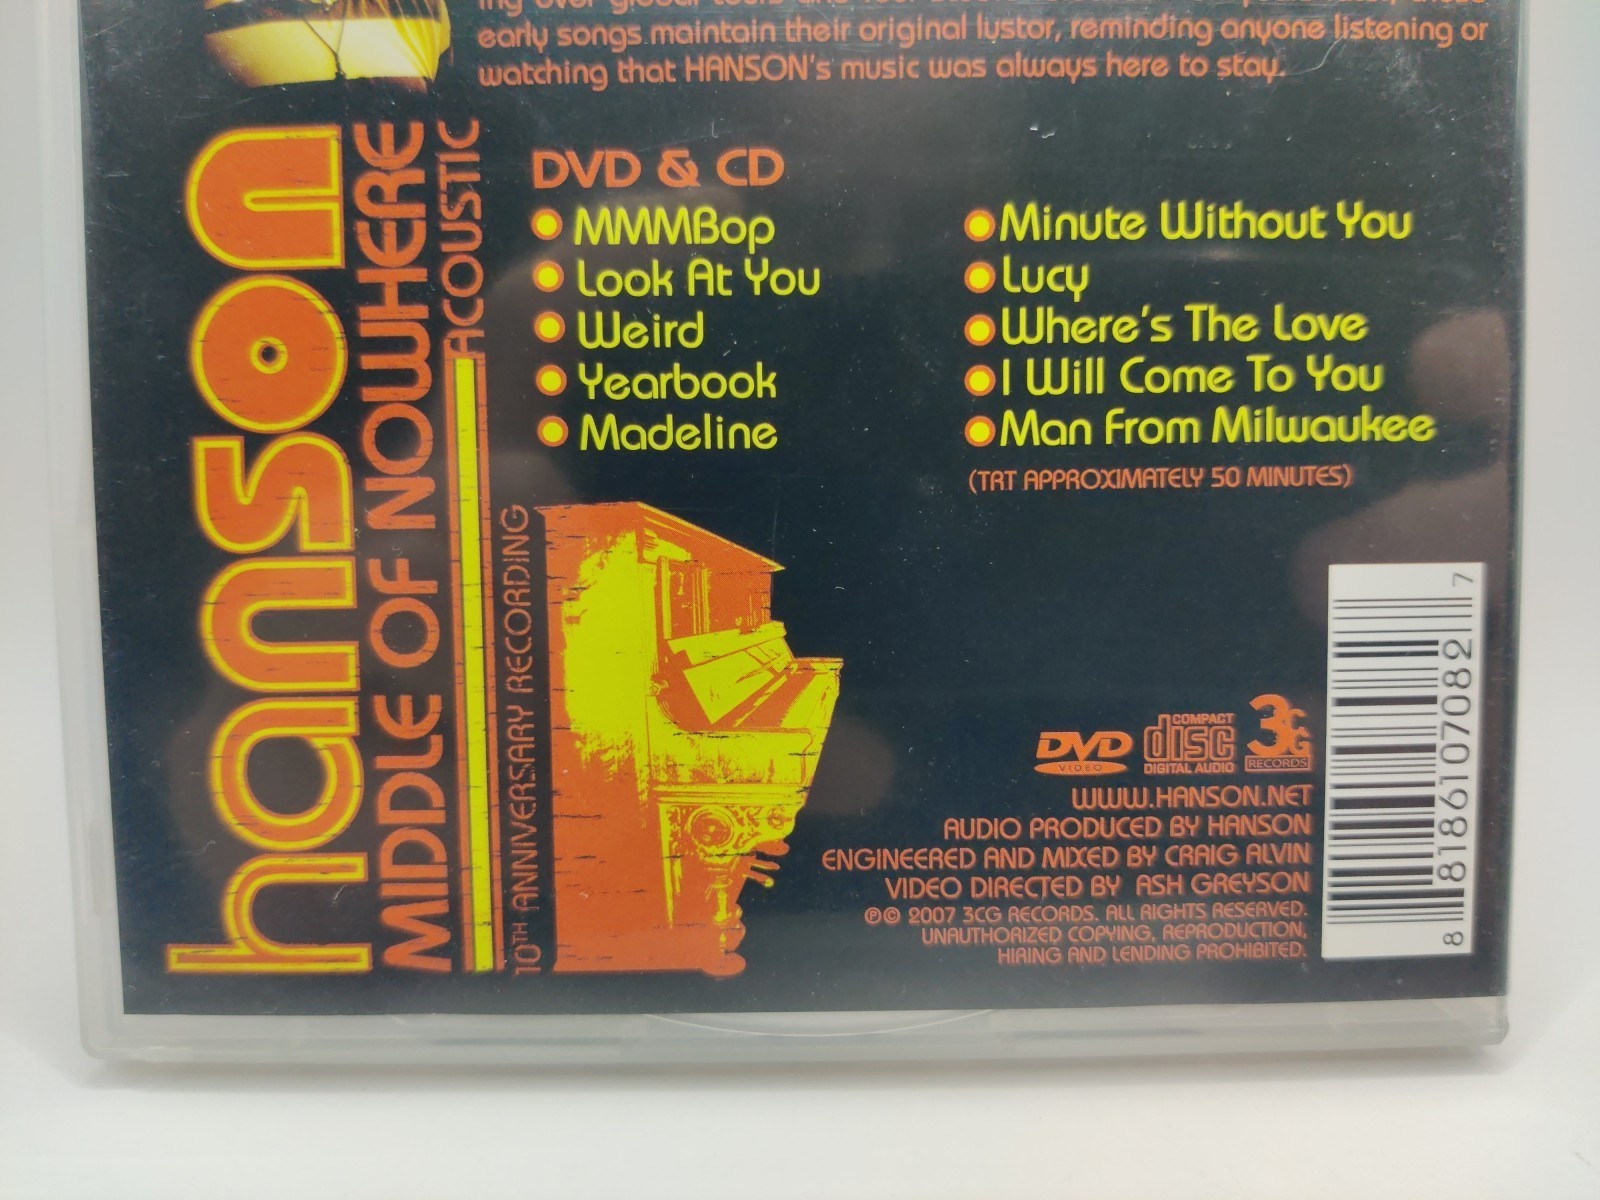 early songs maintain their original lustor, reminding anyone listening or
watching that HANSON's music was always here to stay.
hanson
MIDDLE OF NOWHERE
ACOUSTIC
10TH ANNIVERSARY RECORDING
DVD & CD
MMMBop
Look At You
Weird
Yearbook
Madeline
Minute Without You
Lucy
Where's The Love
I Will Come To You
Man From Milwaukee
(TRT APPROXIMATELY 50 MINUTES)
DVD VIDEO
COMPACT disc DIGITAL AUDIO
3CG RECORDS
WWW.HANSON.NET
AUDIO PRODUCED BY HANSON
ENGINEERED AND MIXED BY CRAIG ALVIN
VIDEO DIRECTED BY ASH GREYSON
℗© 2007 3CG RECORDS. ALL RIGHTS RESERVED.
UNAUTHORIZED COPYING, REPRODUCTION,
HIRING AND LENDING PROHIBITED.
8 81861 07082 7